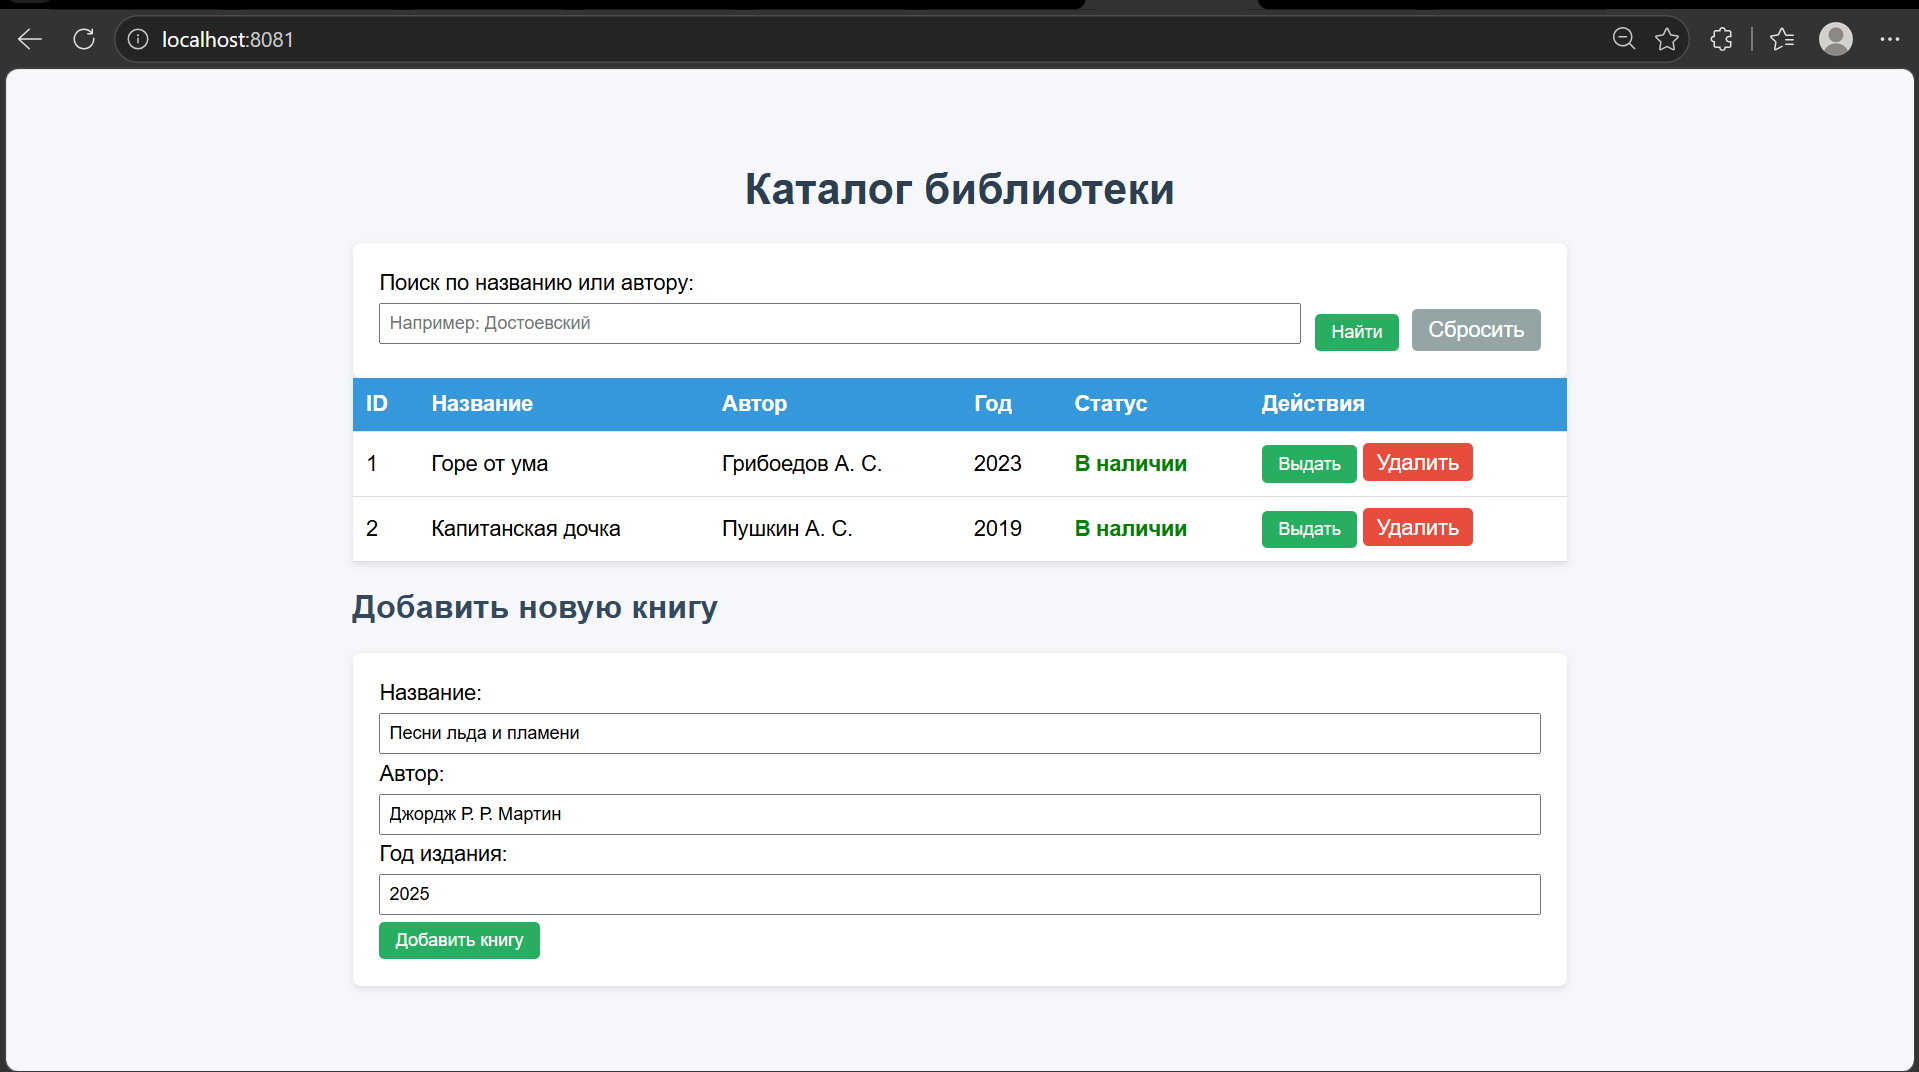 localhost:8081
Каталог библиотеки
Поиск по названию или автору:
Например: Достоевский
Найти
Сбросить
ID Название Автор Год Статус Действия
1 Горе от ума Грибоедов А. С. 2023 В наличии Выдать Удалить
2 Капитанская дочка Пушкин А. С. 2019 В наличии Выдать Удалить
Добавить новую книгу
Название:
Песни льда и пламени
Автор:
Джордж Р. Р. Мартин
Год издания:
2025
Добавить книгу